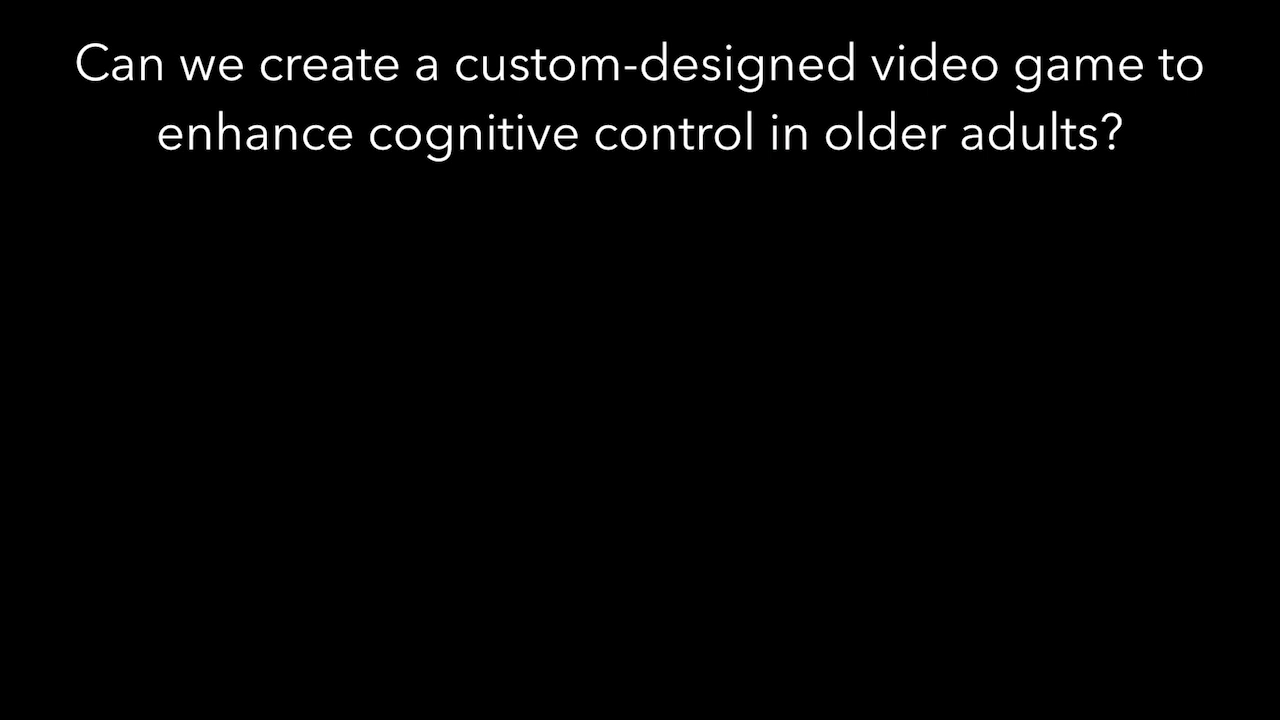 Can we create a custom-designed video game to
enhance cognitive control in older adults?